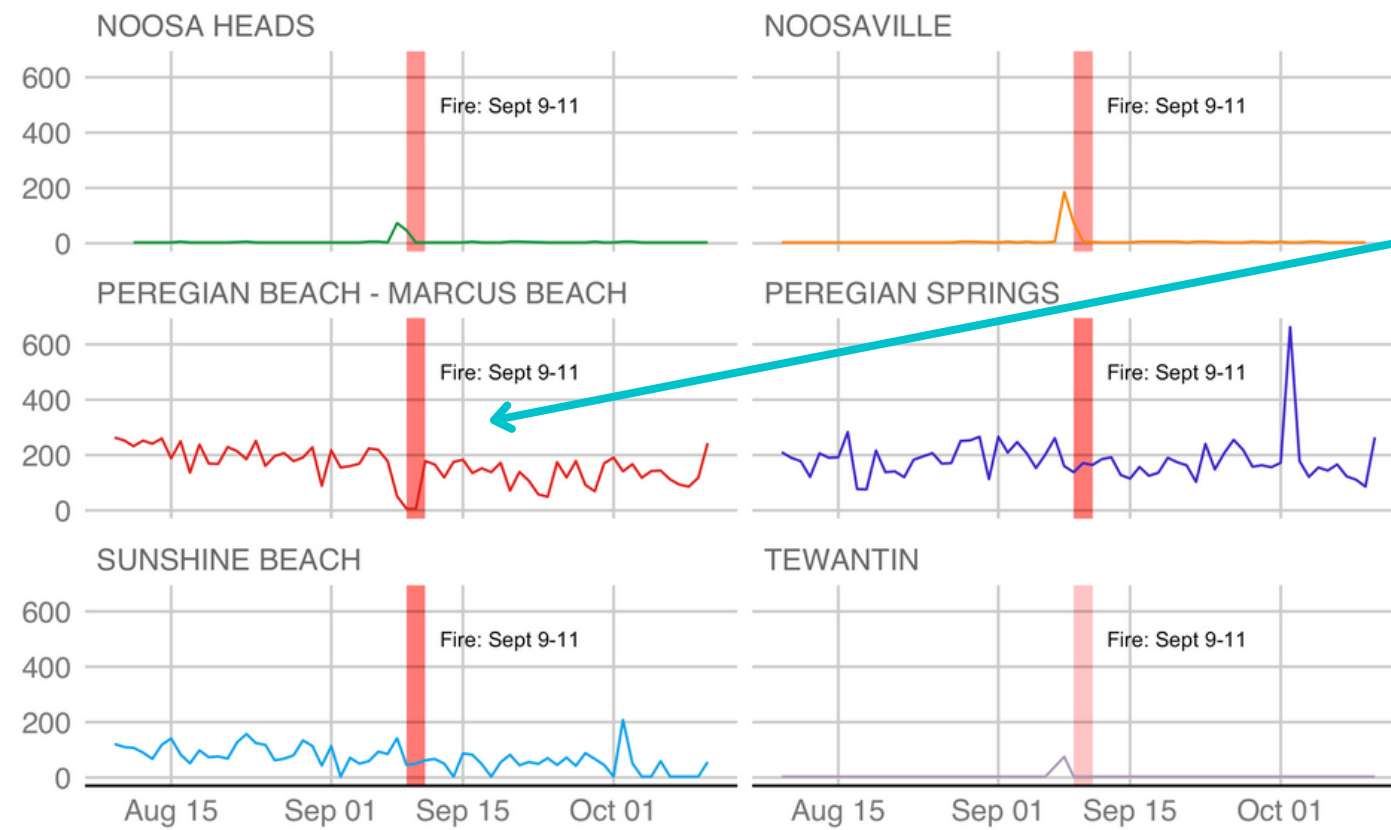 NOOSA HEADS
NOOSAVILLE
600
400
200
0
Fire: Sept 9-11
Fire: Sept 9-11
PEREGIAN BEACH - MARCUS BEACH
PEREGIAN SPRINGS
600
400
200
0
Fire: Sept 9-11
Fire: Sept 9-11
SUNSHINE BEACH
TEWANTIN
600
400
200
0
Fire: Sept 9-11
Fire: Sept 9-11
Aug 15 Sep 01 Sep 15 Oct 01
Aug 15 Sep 01 Sep 15 Oct 01